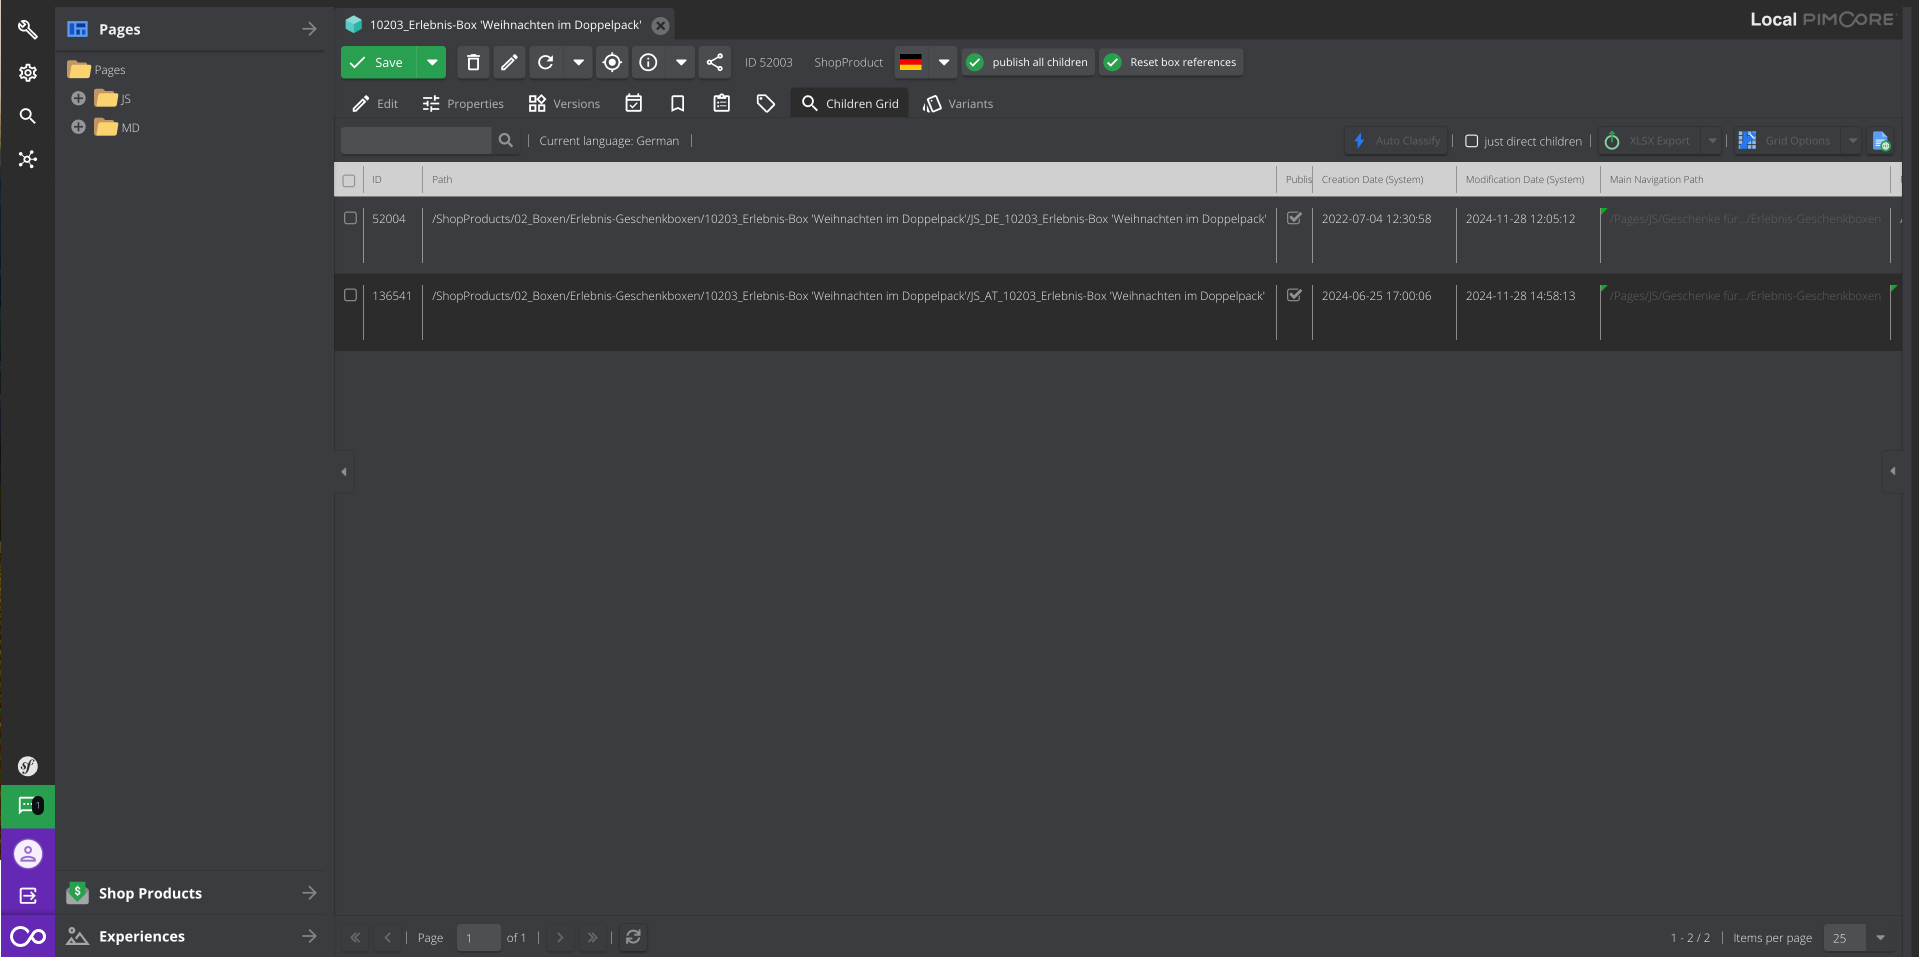 Pages
Pages
JS
MD
Shop Products
Experiences
1
10203_Erlebnis-Box 'Weihnachten im Doppelpack'
Local PIMCORE
Save
ID 52003
ShopProduct
publish all children
Reset box references
Edit
Properties
Versions
Children Grid
Variants
Current language: German
Auto Classify
just direct children
XLSX Export
Grid Options
ID
Path
Publis
Creation Date (System)
Modification Date (System)
Main Navigation Path
52004
/ShopProducts/02_Boxen/Erlebnis-Geschenkboxen/10203_Erlebnis-Box 'Weihnachten im Doppelpack'/JS_DE_10203_Erlebnis-Box 'Weihnachten im Doppelpack'
2022-07-04 12:30:58
2024-11-28 12:05:12
/Pages/JS/Geschenke für.../Erlebnis-Geschenkboxen
136541
/ShopProducts/02_Boxen/Erlebnis-Geschenkboxen/10203_Erlebnis-Box 'Weihnachten im Doppelpack'/JS_AT_10203_Erlebnis-Box 'Weihnachten im Doppelpack'
2024-06-25 17:00:06
2024-11-28 14:58:13
/Pages/JS/Geschenke für.../Erlebnis-Geschenkboxen
Page
1
of 1
1 - 2 / 2
Items per page
25